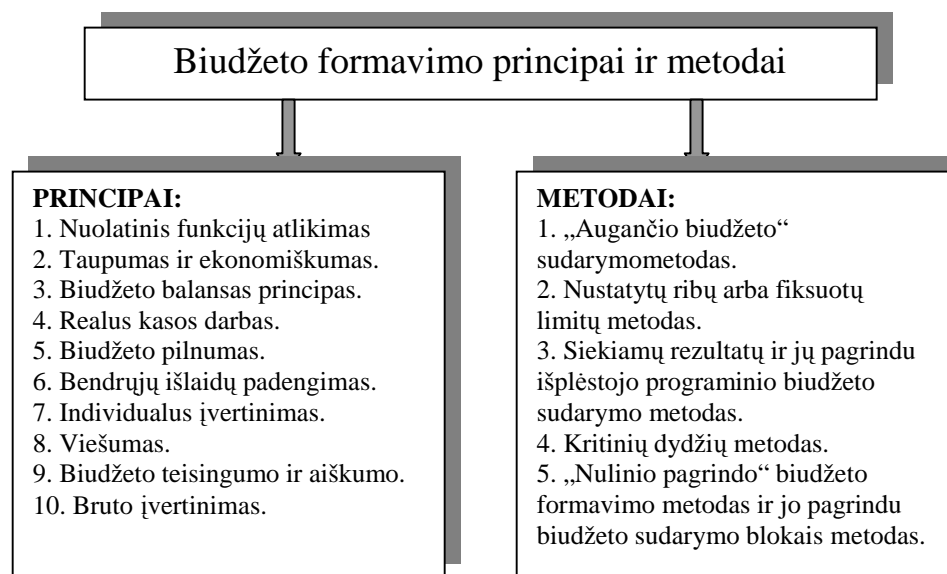 Biudžeto formavimo principai ir metodai
PRINCIPAI:
1. Nuolatinis funkcijų atlikimas
2. Taupumas ir ekonomiškumas.
3. Biudžeto balansas principas.
4. Realus kasos darbas.
5. Biudžeto pilnumas.
6. Bendrųjų išlaidų padengimas.
7. Individualus įvertinimas.
8. Viešumas.
9. Biudžeto teisingumo ir aiškumo.
10. Bruto įvertinimas.
METODAI:
1. „Augančio biudžeto“
sudarymometodas.
2. Nustatytų ribų arba fiksuotų
limitų metodas.
3. Siekiamų rezultatų ir jų pagrindu
išplėstojo programinio biudžeto
sudarymo metodas.
4. Kritinių dydžių metodas.
5. „Nulinio pagrindo“ biudžeto
formavimo metodas ir jo pagrindu
biudžeto sudarymo blokais metodas.